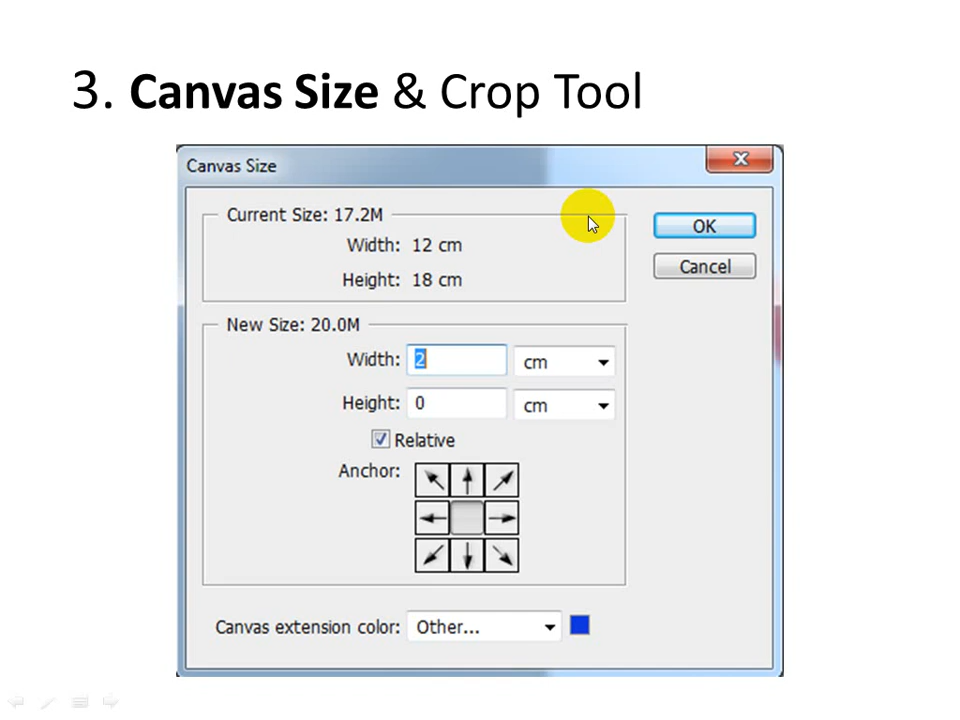 3. Canvas Size & Crop Tool
Canvas Size
Current Size: 17.2M
Width: 12 cm
Height: 18 cm
OK
Cancel
New Size: 20.0M
Width: 2 cm
Height: 0 cm
Relative
Anchor:
Canvas extension color: Other...